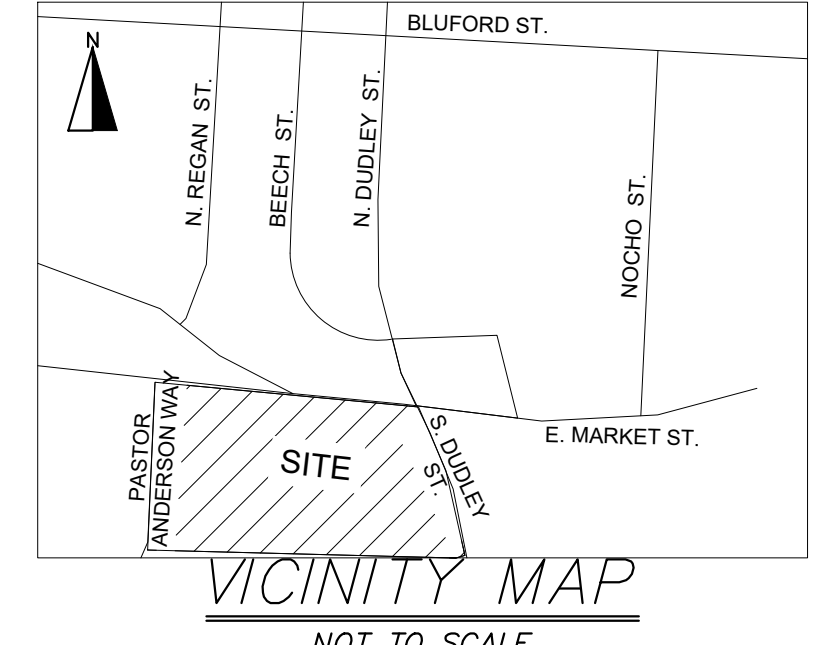 BLUFORD ST.
N
N. REGAN ST.
BEECH ST.
N. DUDLEY ST.
NOCHO ST.
PASTOR
ANDERSON WAY
SITE
S. DUDLEY
ST.
E. MARKET ST.
VICINITY MAP
NOT TO SCALE